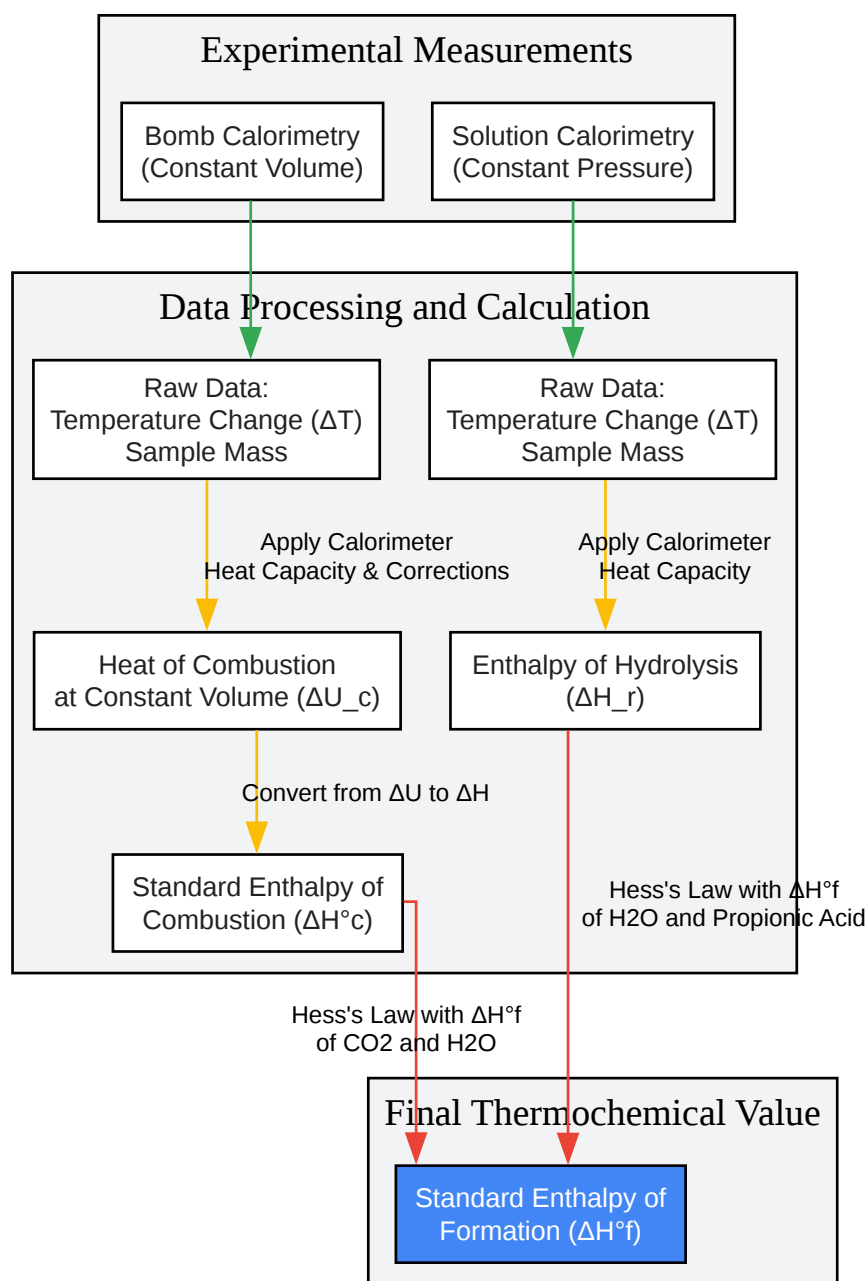 Experimental Measurements
Bomb Calorimetry
(Constant Volume)
Solution Calorimetry
(Constant Pressure)
Data Processing and Calculation
Raw Data:
Temperature Change (ΔT)
Sample Mass
Raw Data:
Temperature Change (ΔT)
Sample Mass
Apply Calorimeter
Heat Capacity & Corrections
Apply Calorimeter
Heat Capacity
Heat of Combustion
at Constant Volume (ΔU_c)
Enthalpy of Hydrolysis
(ΔH_r)
Convert from ΔU to ΔH
Standard Enthalpy of
Combustion (ΔH°c)
Hess's Law with ΔH°f
of H2O and Propionic Acid
Hess's Law with ΔH°f
of CO2 and H2O
Final Thermochemical Value
Standard Enthalpy of
Formation (ΔH°f)